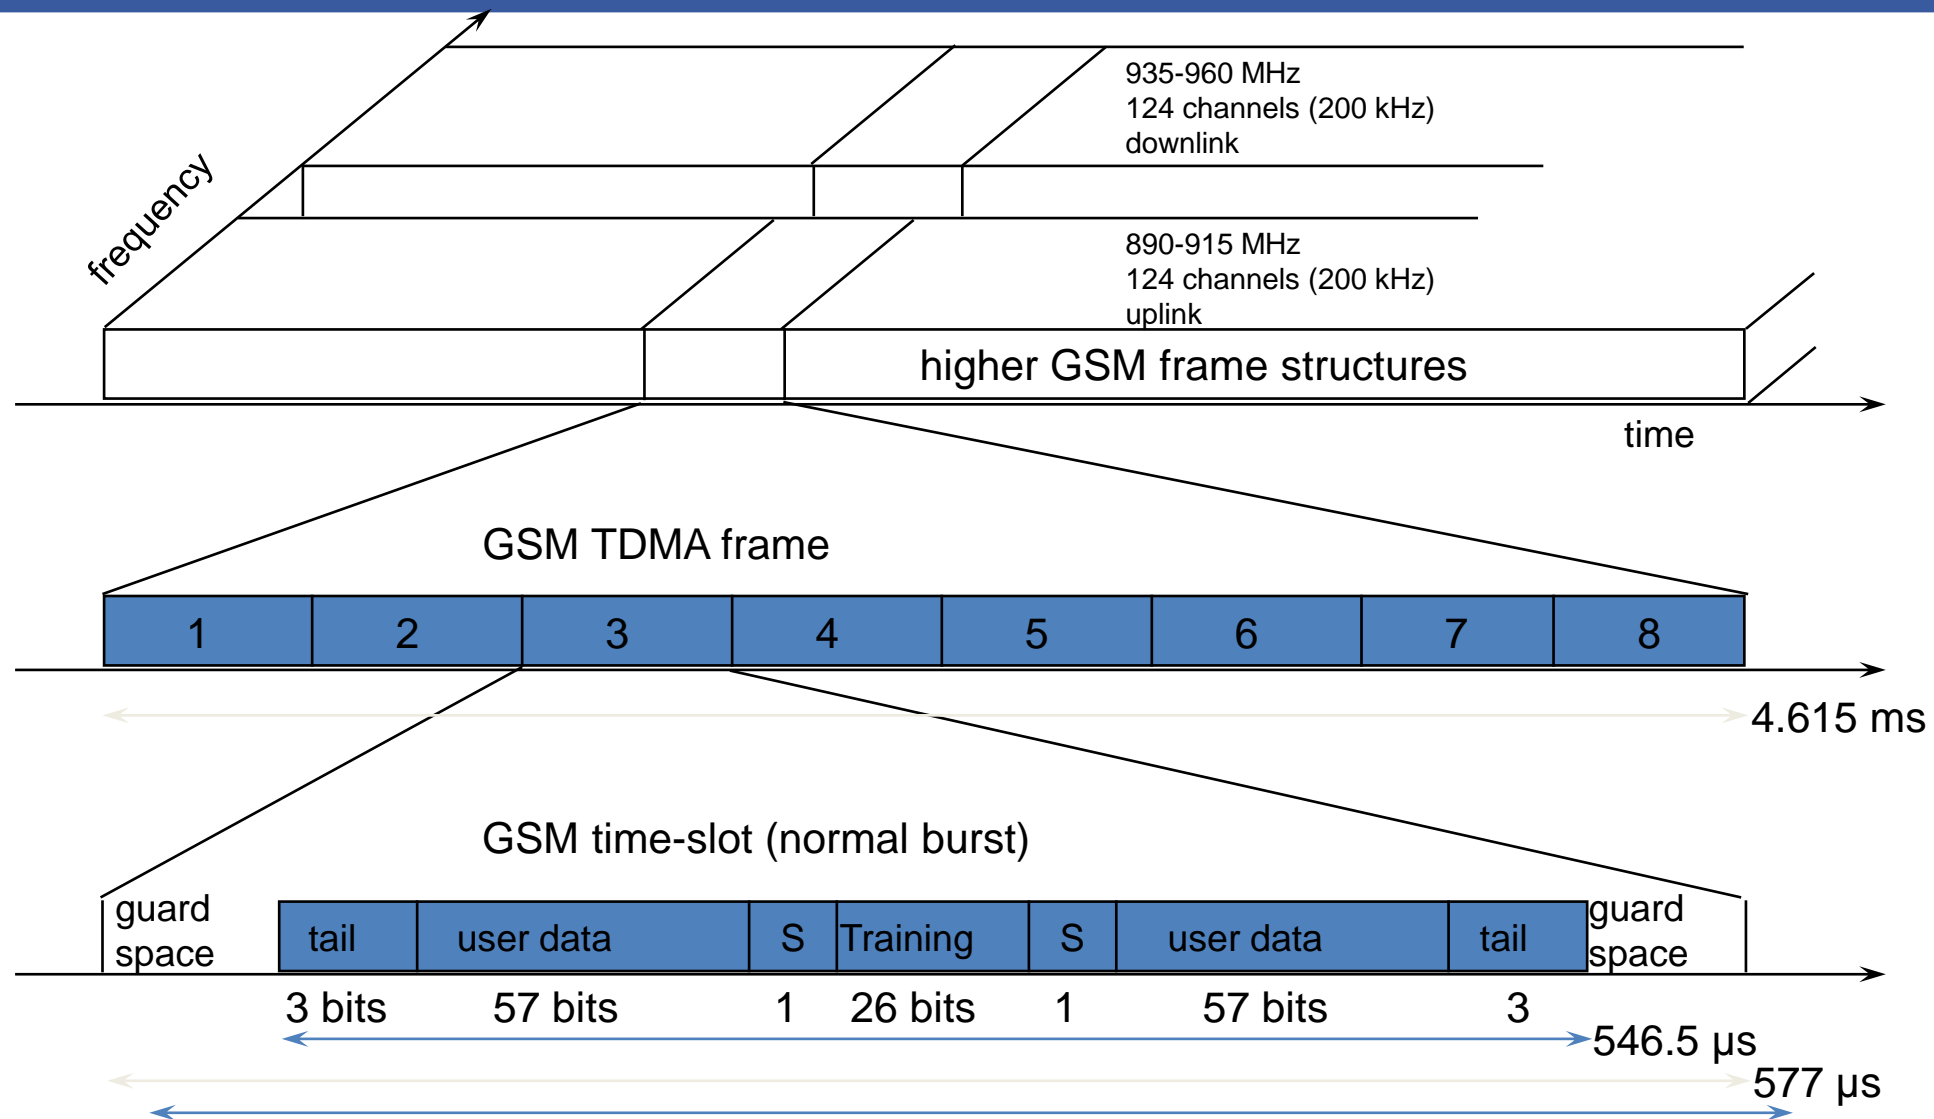 935-960 MHz
124 channels (200 kHz)
downlink
frequency
890-915 MHz
124 channels (200 kHz)
uplink
higher GSM frame structures
time
GSM TDMA frame
1 2 3 4 5 6 7 8
4.615 ms
GSM time-slot (normal burst)
guard
space
tail user data S Training S user data tail
guard
space
3 bits 57 bits 1 26 bits 1 57 bits 3
546.5 µs
577 µs